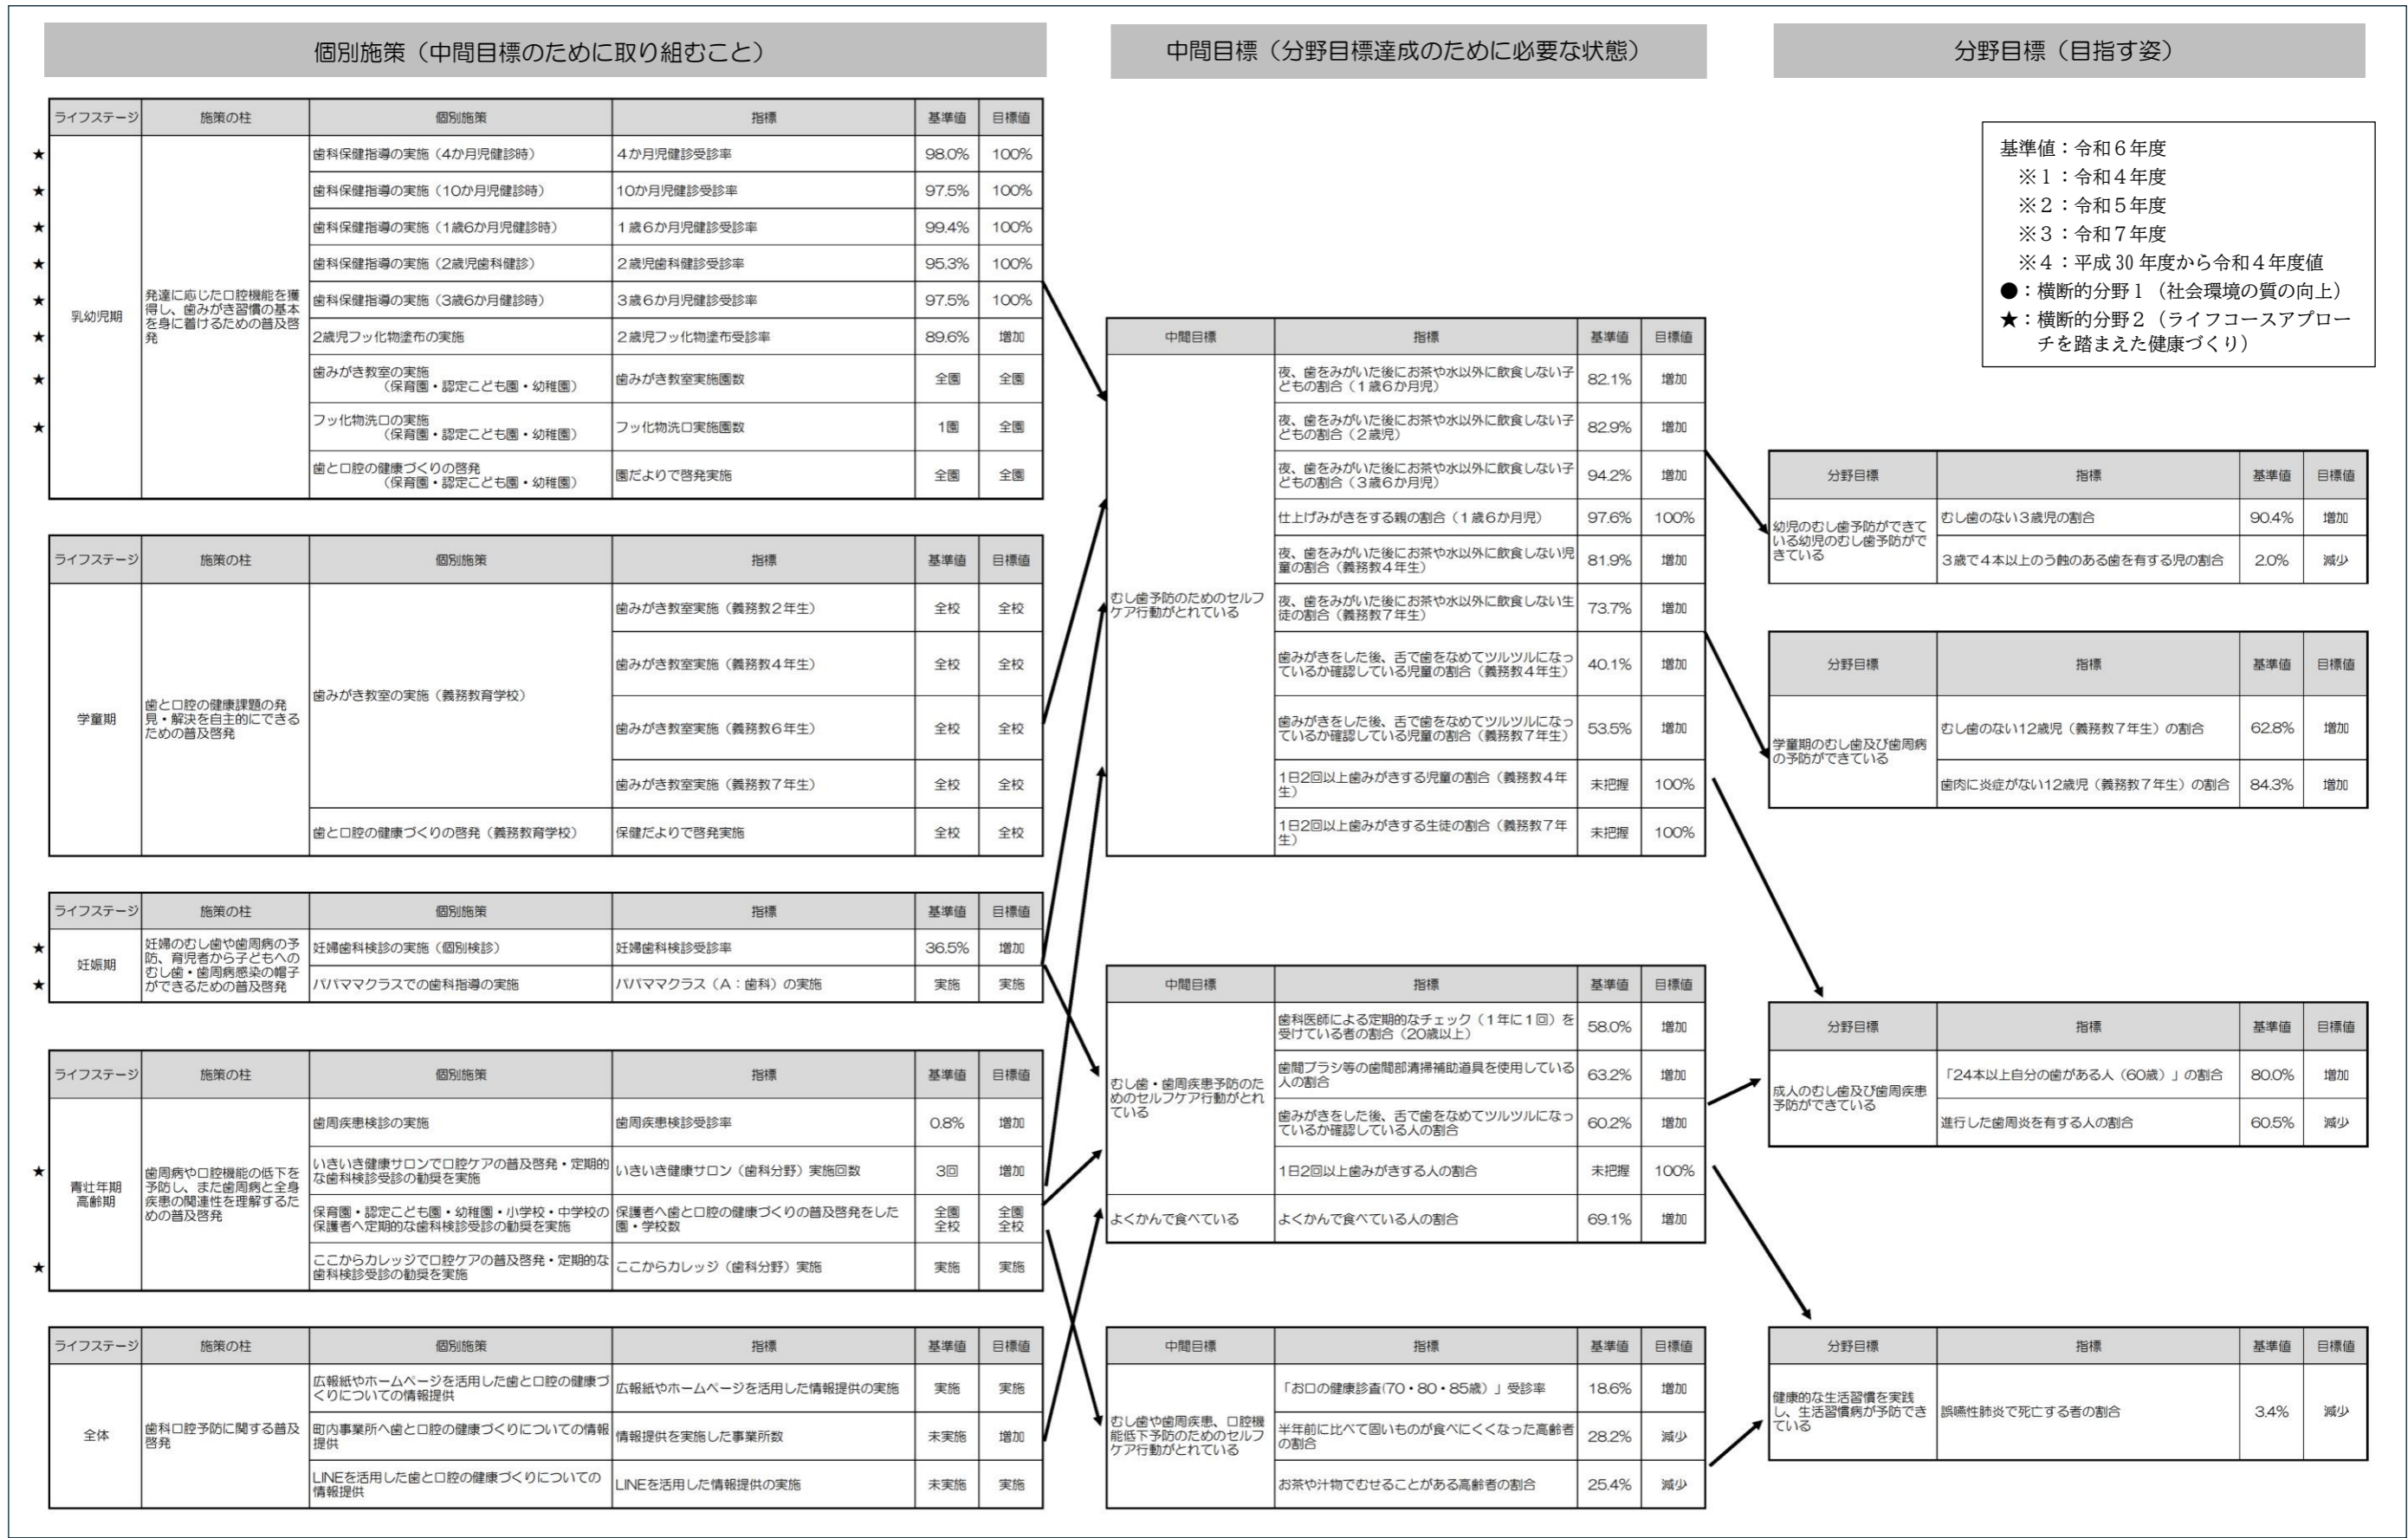 個別施策（中間目標のために取り組むこと）
中間目標（分野目標達成のために必要な状態）
分野目標（目指す姿）
基準値：令和６年度
※１：令和４年度
※２：令和５年度
※３：令和７年度
※４：平成30年度から令和４年度値
●：横断的分野１（社会環境の質の向上）
★：横断的分野２（ライフコースアプロー
チを踏まえた健康づくり）
ライフステージ 施策の柱 個別施策 指標 基準値 目標値
乳幼児期
発達に応じた口腔機能を獲
得し、歯みがき習慣の基本
を身に着けるための普及啓
発
★ 歯科保健指導の実施（4か月児健診時） 4か月児健診受診率 98.0% 100%
★ 歯科保健指導の実施（10か月児健診時） 10か月児健診受診率 97.5% 100%
★ 歯科保健指導の実施（1歳6か月児健診時） 1歳6か月児健診受診率 99.4% 100%
★ 歯科保健指導の実施（2歳児歯科健診） 2歳児歯科健診受診率 95.3% 100%
★ 歯科保健指導の実施（3歳6か月健診時） 3歳6か月児健診受診率 97.5% 100%
★ 2歳児フッ化物塗布の実施 2歳児フッ化物塗布受診率 89.6% 増加
★ 歯みがき教室の実施
（保育園・認定こども園・幼稚園） 歯みがき教室実施園数 全園 全園
★ フッ化物洗口の実施
（保育園・認定こども園・幼稚園） フッ化物洗口実施園数 1園 全園
歯と口腔の健康づくりの啓発
（保育園・認定こども園・幼稚園） 園だよりで啓発実施 全園 全園
ライフステージ 施策の柱 個別施策 指標 基準値 目標値
学童期
歯と口腔の健康課題の発
見・解決を自主的にできる
ための普及啓発
歯みがき教室の実施（義務教育学校）
歯みがき教室実施（義務教2年生） 全校 全校
歯みがき教室実施（義務教4年生） 全校 全校
歯みがき教室実施（義務教6年生） 全校 全校
歯みがき教室実施（義務教7年生） 全校 全校
歯と口腔の健康づくりの啓発（義務教育学校） 保健だよりで啓発実施 全校 全校
ライフステージ 施策の柱 個別施策 指標 基準値 目標値
妊娠期
妊婦のむし歯や歯周病の予
防、育児者から子どもへの
むし歯・歯周病感染の帽子
ができるための普及啓発
★ 妊婦歯科検診の実施（個別検診） 妊婦歯科検診受診率 36.5% 増加
★ パパママクラスでの歯科指導の実施 パパママクラス（A：歯科）の実施 実施 実施
ライフステージ 施策の柱 個別施策 指標 基準値 目標値
青壮年期
高齢期
歯周病や口腔機能の低下を
予防し、また歯周病と全身
疾患の関連性を理解するた
めの普及啓発
歯周疾患検診の実施 歯周疾患検診受診率 0.8% 増加
★ いきいき健康サロンで口腔ケアの普及啓発・定期的
な歯科検診受診の勧奨を実施 いきいき健康サロン（歯科分野）実施回数 3回 増加
保育園・認定こども園・幼稚園・小学校・中学校の
保護者へ定期的な歯科検診受診の勧奨を実施
保護者へ歯と口腔の健康づくりの普及啓発をした
園・学校数
全園 全園
全校 全校
★ ここからカレッジで口腔ケアの普及啓発・定期的な
歯科検診受診の勧奨を実施 ここからカレッジ（歯科分野）実施 実施 実施
ライフステージ 施策の柱 個別施策 指標 基準値 目標値
全体
歯科口腔予防に関する普及
啓発
広報紙やホームページを活用した歯と口腔の健康づ
くりについての情報提供 広報紙やホームページを活用した情報提供の実施 実施 実施
町内事業所へ歯と口腔の健康づくりについての情報
提供 情報提供を実施した事業所数 未実施 増加
LINEを活用した歯と口腔の健康づくりについての
情報提供 LINEを活用した情報提供の実施 未実施 実施
中間目標 指標 基準値 目標値
むし歯予防のためのセルフ
ケア行動がとれている
夜、歯をみがいた後にお茶や水以外に飲食しない子
どもの割合（1歳6か月児） 82.1% 増加
夜、歯をみがいた後にお茶や水以外に飲食しない子
どもの割合（2歳児） 82.9% 増加
夜、歯をみがいた後にお茶や水以外に飲食しない子
どもの割合（3歳6か月児） 94.2% 増加
仕上げみがきをする親の割合（1歳6か月児） 97.6% 100%
夜、歯をみがいた後にお茶や水以外に飲食しない児
童の割合（義務教4年生） 81.9% 増加
夜、歯をみがいた後にお茶や水以外に飲食しない生
徒の割合（義務教7年生） 73.7% 増加
歯みがきをした後、舌で歯をなめてツルツルになっ
ているか確認している児童の割合（義務教4年生） 40.1% 増加
歯みがきをした後、舌で歯をなめてツルツルになっ
ているか確認している児童の割合（義務教7年生） 53.5% 増加
1日2回以上歯みがきする児童の割合（義務教4年
生） 未把握 100%
1日2回以上歯みがきする生徒の割合（義務教7年
生） 未把握 100%
中間目標 指標 基準値 目標値
むし歯・歯周疾患予防のた
めのセルフケア行動がとれ
ている
歯科医師による定期的なチェック（1年に1回）を
受けている者の割合（20歳以上） 58.0% 増加
歯間ブラシ等の歯間部清掃補助道具を使用している
人の割合 63.2% 増加
歯みがきをした後、舌で歯をなめてツルツルになっ
ているか確認している人の割合 60.2% 増加
1日2回以上歯みがきする人の割合 未把握 100%
よくかんで食べている よくかんで食べている人の割合 69.1% 増加
中間目標 指標 基準値 目標値
むし歯や歯周疾患、口腔機
能低下予防のためのセルフ
ケア行動がとれている
「お口の健康診査(70・80・85歳）」受診率 18.6% 増加
半年前に比べて固いものが食べにくくなった高齢者
の割合 28.2% 減少
お茶や汁物でむせることがある高齢者の割合 25.4% 減少
分野目標 指標 基準値 目標値
幼児のむし歯予防ができて
いる幼児のむし歯予防がで
きている
むし歯のない3歳児の割合 90.4% 増加
3歳で4本以上のう蝕のある歯を有する児の割合 2.0% 減少
分野目標 指標 基準値 目標値
学童期のむし歯及び歯周病
の予防ができている
むし歯のない12歳児（義務教7年生）の割合 62.8% 増加
歯肉に炎症がない12歳児（義務教7年生）の割合 84.3% 増加
分野目標 指標 基準値 目標値
成人のむし歯及び歯周疾患
予防ができている
「24本以上自分の歯がある人（60歳）」の割合 80.0% 増加
進行した歯周炎を有する人の割合 60.5% 減少
分野目標 指標 基準値 目標値
健康的な生活習慣を実践
し、生活習慣病が予防でき
ている
誤嚥性肺炎で死亡する者の割合 3.4% 減少